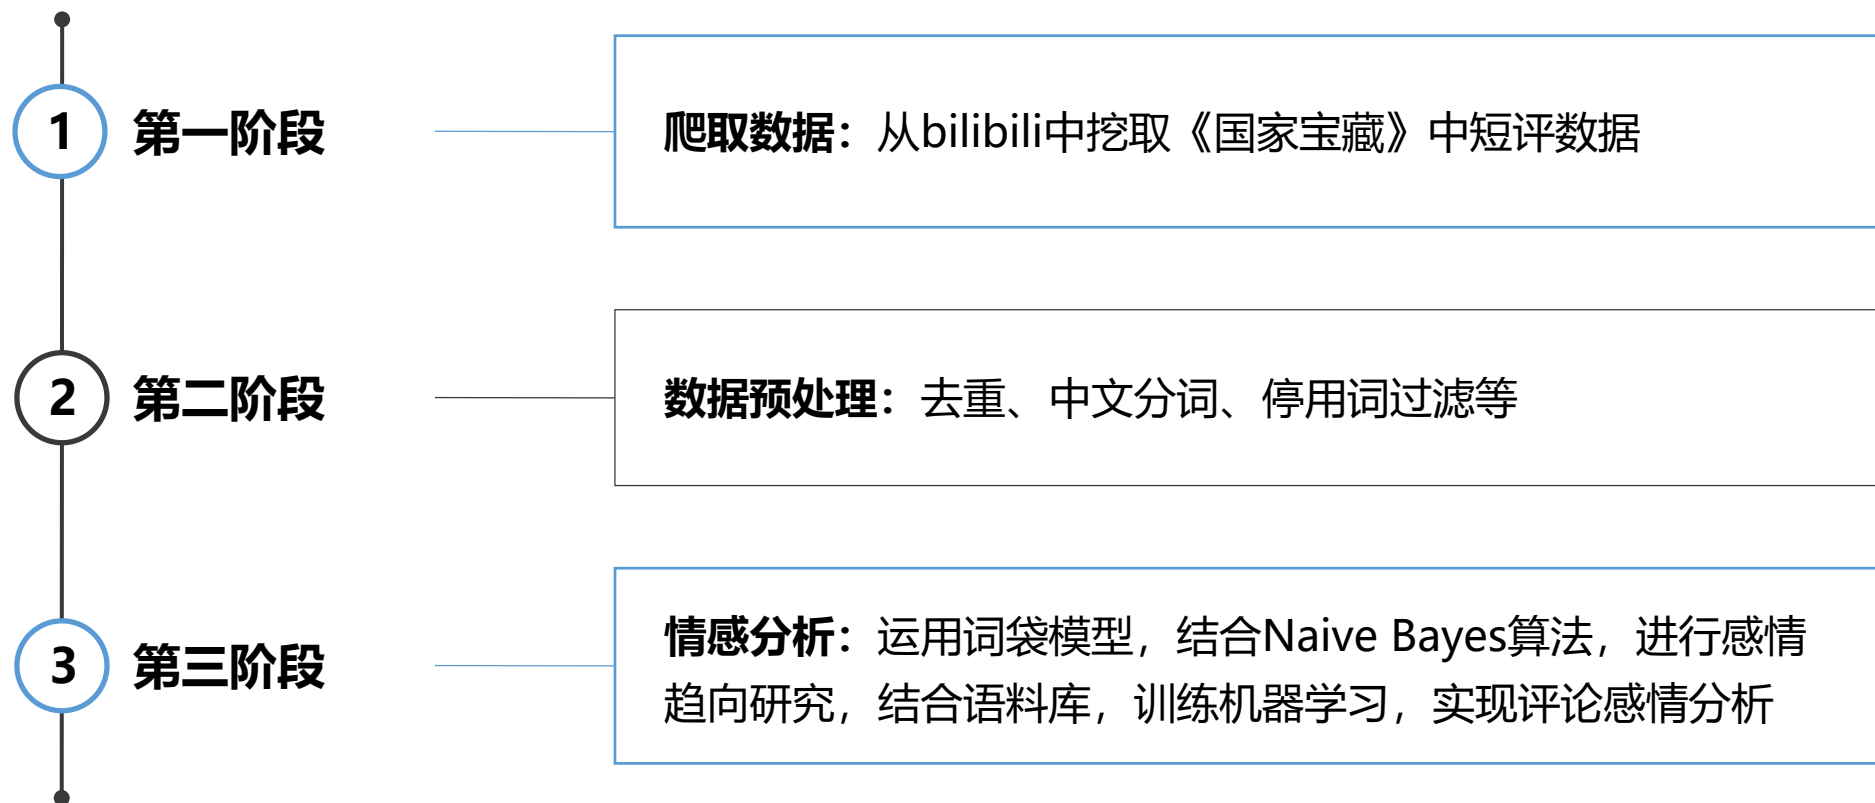 1 第一阶段
爬取数据：从bilibili中挖取《国家宝藏》中短评数据
2 第二阶段
数据预处理：去重、中文分词、停用词过滤等
3 第三阶段
情感分析：运用词袋模型，结合Naive Bayes算法，进行感情
趋向研究，结合语料库，训练机器学习，实现评论感情分析